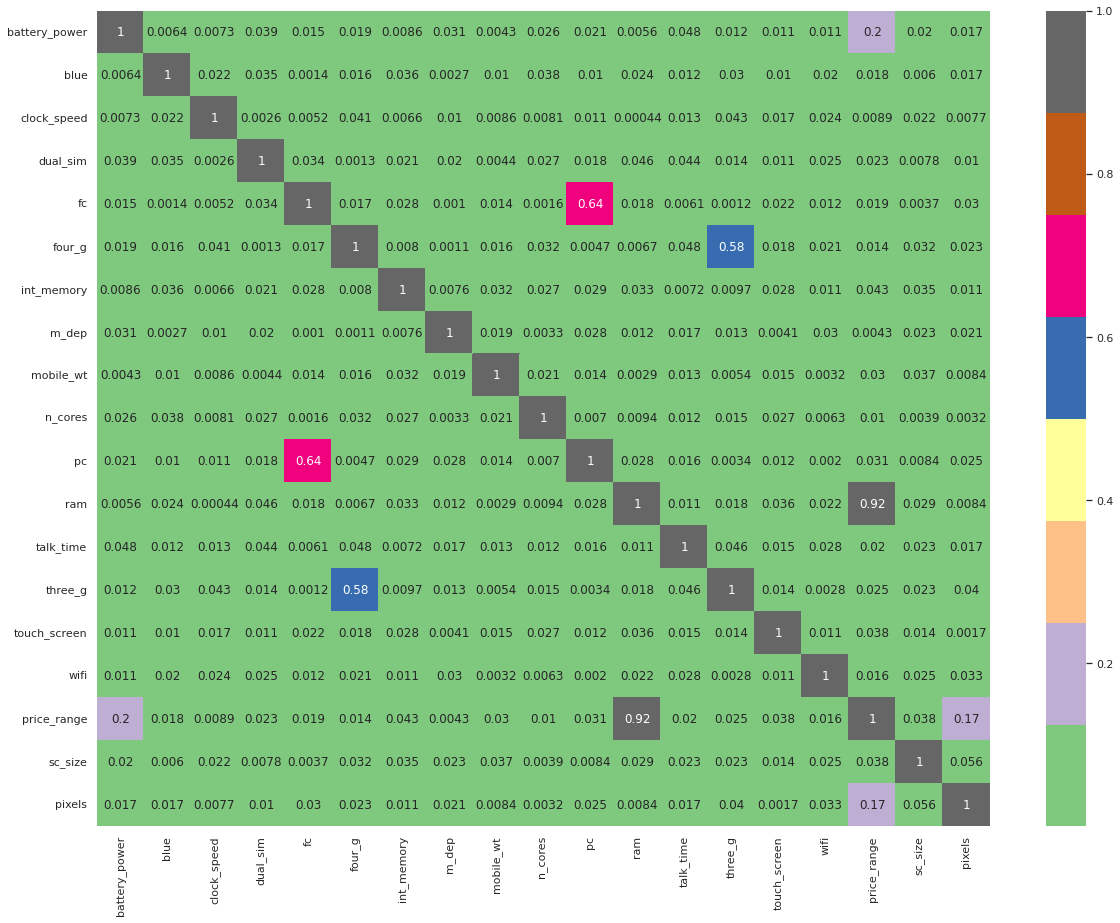 battery_power 1 0.0064 0.0073 0.039 0.015 0.019 0.0086 0.031 0.0043 0.026 0.021 0.0056 0.048 0.012 0.011 0.011 0.2 0.02 0.017
blue 0.0064 1 0.022 0.035 0.0014 0.016 0.036 0.0027 0.01 0.038 0.01 0.024 0.012 0.03 0.01 0.02 0.018 0.006 0.017
clock_speed 0.0073 0.022 1 0.0026 0.0052 0.041 0.0066 0.01 0.0086 0.0081 0.011 0.00044 0.013 0.043 0.017 0.024 0.0089 0.022 0.0077
dual_sim 0.039 0.035 0.0026 1 0.034 0.0013 0.021 0.02 0.0044 0.027 0.018 0.046 0.044 0.014 0.011 0.025 0.023 0.0078 0.01
fc 0.015 0.0014 0.0052 0.034 1 0.017 0.028 0.001 0.014 0.0016 0.64 0.018 0.0061 0.0012 0.022 0.012 0.019 0.0037 0.03
four_g 0.019 0.016 0.041 0.0013 0.017 1 0.008 0.0011 0.016 0.032 0.0047 0.0067 0.048 0.58 0.018 0.021 0.014 0.032 0.023
int_memory 0.0086 0.036 0.0066 0.021 0.028 0.008 1 0.0076 0.032 0.027 0.029 0.033 0.0072 0.0097 0.028 0.011 0.043 0.035 0.011
m_dep 0.031 0.0027 0.01 0.02 0.001 0.0011 0.0076 1 0.019 0.0033 0.028 0.012 0.017 0.013 0.0041 0.03 0.0043 0.023 0.021
mobile_wt 0.0043 0.01 0.0086 0.0044 0.014 0.016 0.032 0.019 1 0.021 0.014 0.0029 0.013 0.0054 0.015 0.0032 0.03 0.037 0.0084
n_cores 0.026 0.038 0.0081 0.027 0.0016 0.032 0.027 0.0033 0.021 1 0.007 0.0094 0.012 0.015 0.027 0.0063 0.01 0.0039 0.0032
pc 0.021 0.01 0.011 0.018 0.64 0.0047 0.029 0.028 0.014 0.007 1 0.028 0.016 0.0034 0.012 0.002 0.031 0.0084 0.025
ram 0.0056 0.024 0.00044 0.046 0.018 0.0067 0.033 0.012 0.0029 0.0094 0.028 1 0.011 0.018 0.036 0.022 0.92 0.029 0.0084
talk_time 0.048 0.012 0.013 0.044 0.0061 0.048 0.0072 0.017 0.013 0.012 0.016 0.011 1 0.046 0.015 0.028 0.02 0.023 0.017
three_g 0.012 0.03 0.043 0.014 0.0012 0.58 0.0097 0.013 0.0054 0.015 0.0034 0.018 0.046 1 0.014 0.0028 0.025 0.023 0.04
touch_screen 0.011 0.01 0.017 0.011 0.022 0.018 0.028 0.0041 0.015 0.027 0.012 0.036 0.015 0.014 1 0.011 0.038 0.014 0.0017
wifi 0.011 0.02 0.024 0.025 0.012 0.021 0.011 0.03 0.0032 0.0063 0.002 0.022 0.028 0.0028 0.011 1 0.016 0.025 0.033
price_range 0.2 0.018 0.0089 0.023 0.019 0.014 0.043 0.0043 0.03 0.01 0.031 0.92 0.02 0.025 0.038 0.016 1 0.038 0.17
sc_size 0.02 0.006 0.022 0.0078 0.0037 0.032 0.035 0.023 0.037 0.0039 0.0084 0.029 0.023 0.023 0.014 0.025 0.038 1 0.056
pixels 0.017 0.017 0.0077 0.01 0.03 0.023 0.011 0.021 0.0084 0.0032 0.025 0.0084 0.017 0.04 0.0017 0.033 0.17 0.056 1
battery_power blue clock_speed dual_sim fc four_g int_memory m_dep mobile_wt n_cores pc ram talk_time three_g touch_screen wifi price_range sc_size pixels
1.0
0.8
0.6
0.4
0.2